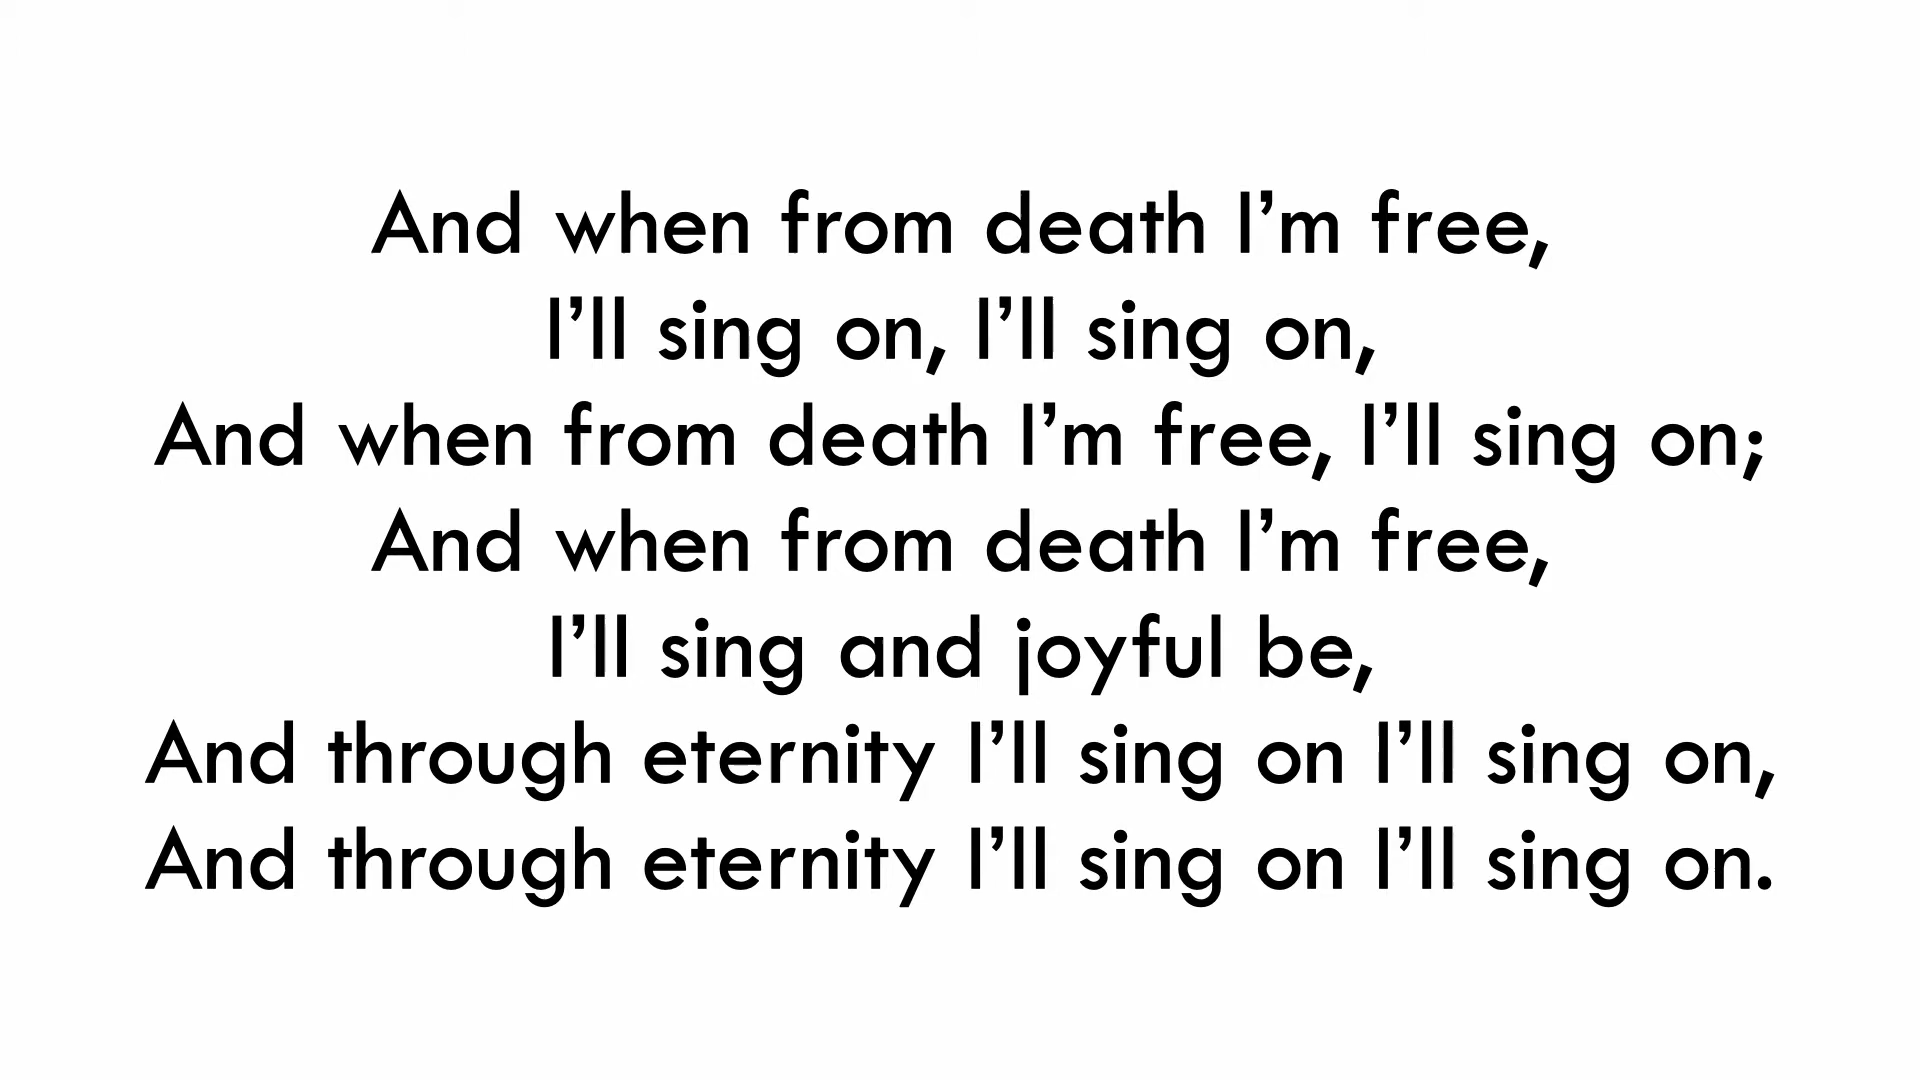 And when from death I’m free,
I’ll sing on, I’ll sing on,
And when from death I’m free, I’ll sing on;
And when from death I’m free,
I’ll sing and joyful be,
And through eternity I’ll sing on I’ll sing on,
And through eternity I’ll sing on I’ll sing on.